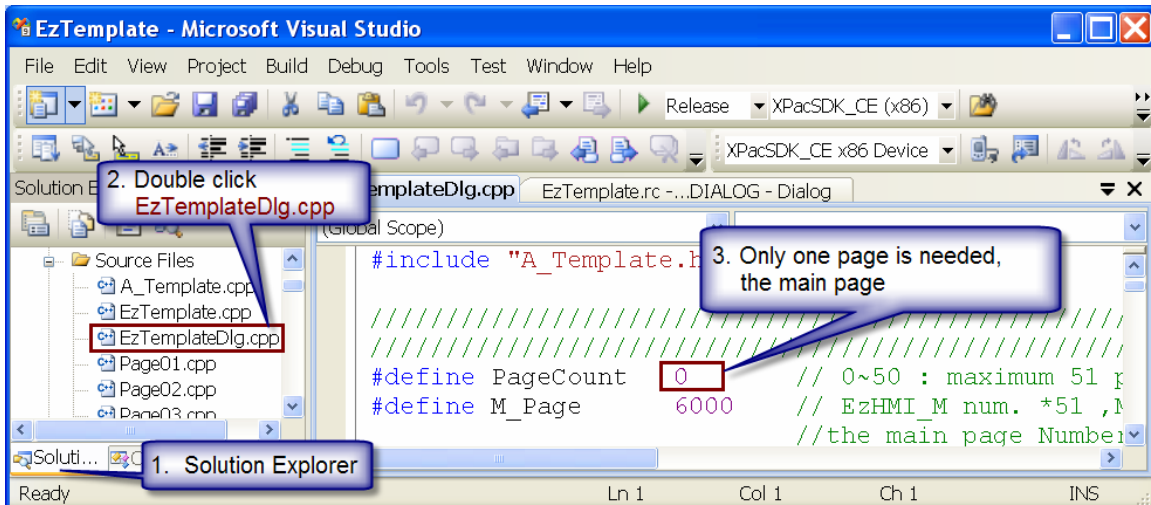 EzTemplate - Microsoft Visual Studio
File Edit View Project Build Debug Tools Test Window Help
Release XPacSDK_CE (x86)
XPacSDK_CE x86 Device
Solution E
2. Double click
EzTemplateDlg.cpp
emplateDlg.cpp EzTemplate.rc -...DIALOG - Dialog
(Global Scope)
Source Files
A_Template.cpp
EzTemplate.cpp
EzTemplateDlg.cpp
Page01.cpp
Page02.cpp
Page03.cpp
#include "A_Template.h
3. Only one page is needed,
the main page
#define PageCount 0 // 0~50 : maximum 51 p
#define M_Page 6000 // EzHMI_M num. *51 ,M
//the main page Number
Soluti... C
1. Solution Explorer
Ready Ln 1 Col 1 Ch 1 INS